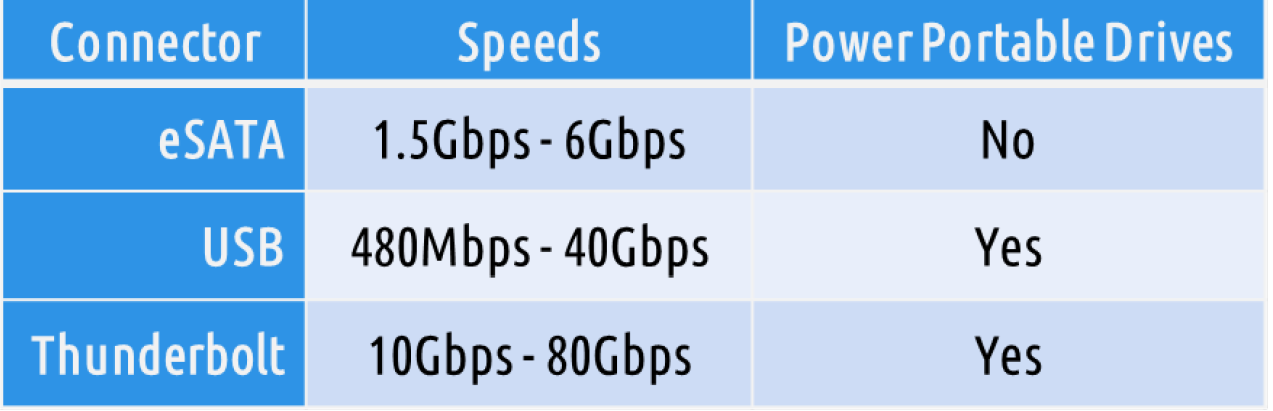 Connector Speeds Power Portable Drives
eSATA 1.5Gbps - 6Gbps No
USB 480Mbps - 40Gbps Yes
Thunderbolt 10Gbps - 80Gbps Yes